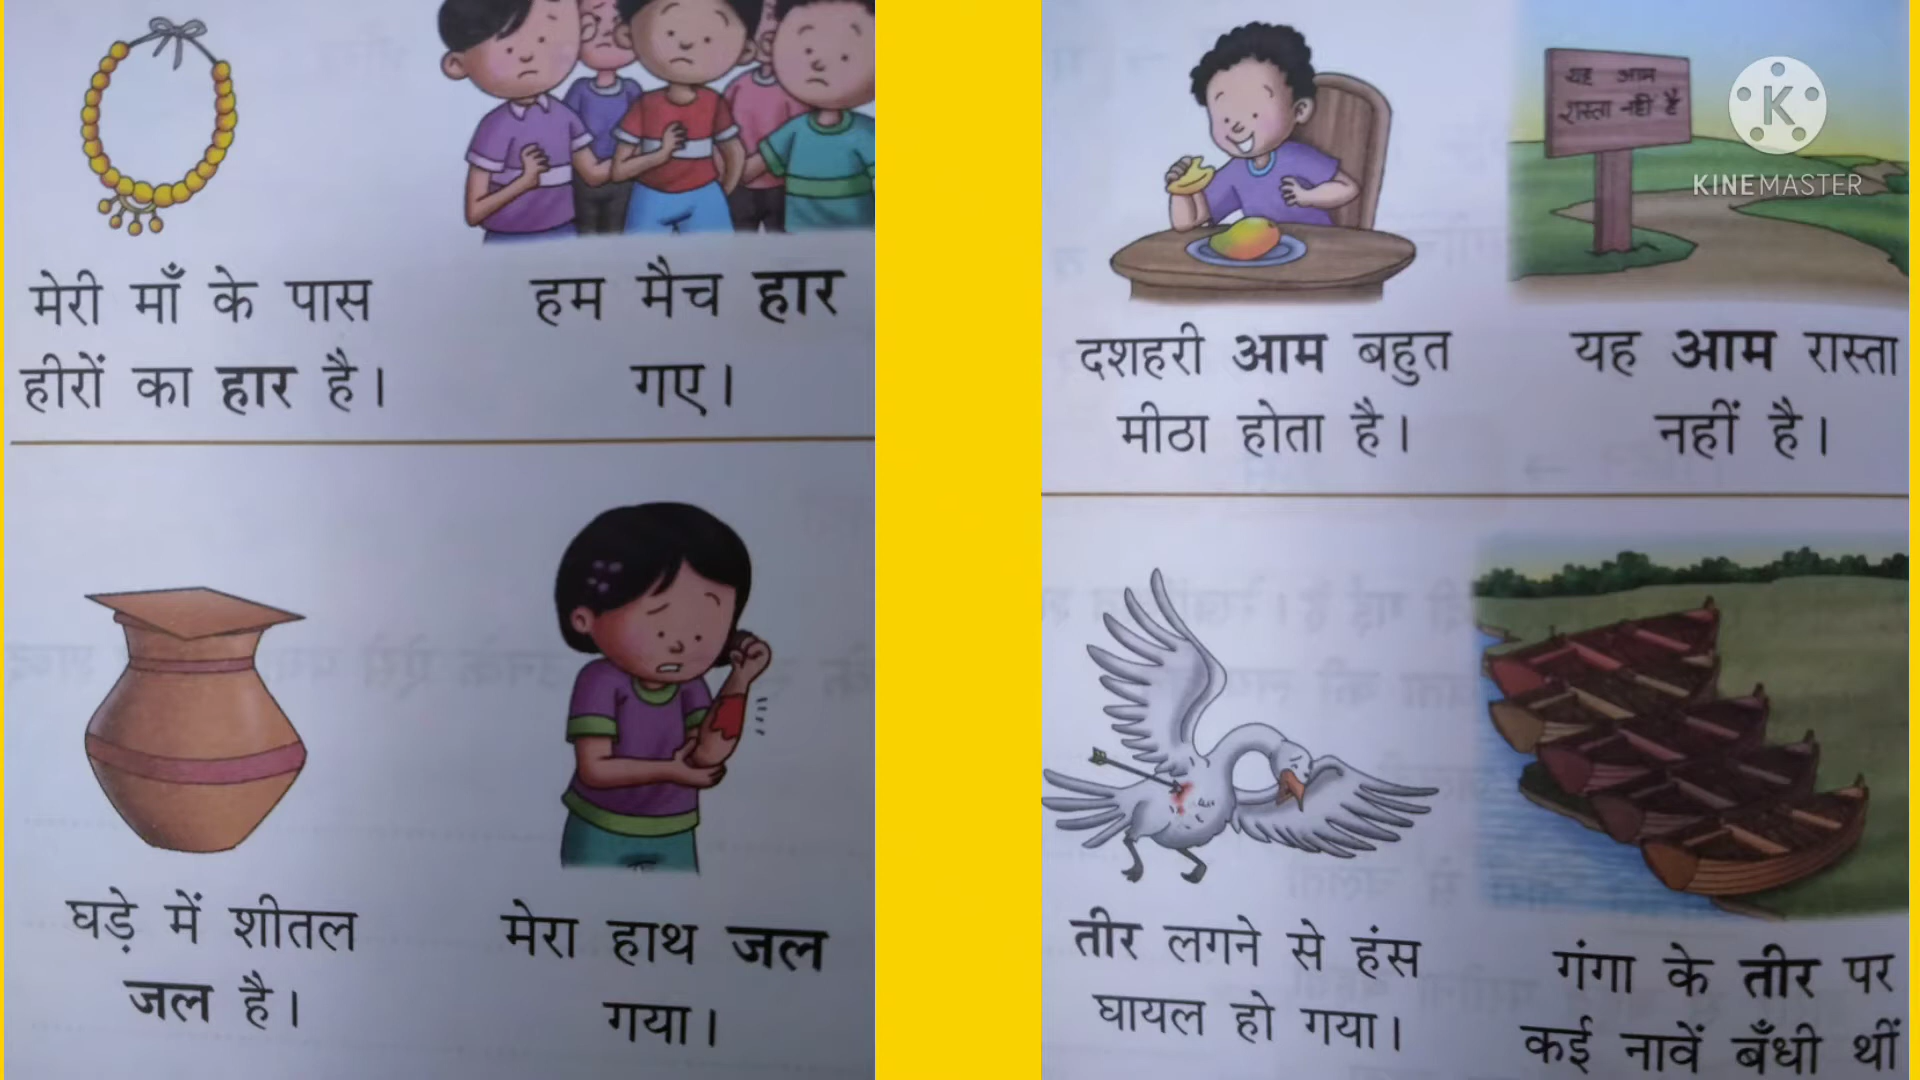 मेरी माँ के पास
हीरों का हार है।
हम मैच हार
गए।
घड़े में शीतल
जल है।
मेरा हाथ जल
गया।
यह आम
रास्ता नहीं है
KINEMASTER
दशहरी आम बहुत
मीठा होता है।
यह आम रास्ता
नहीं है।
तीर लगने से हंस
घायल हो गया।
गंगा के तीर पर
कई नावें बँधी थीं